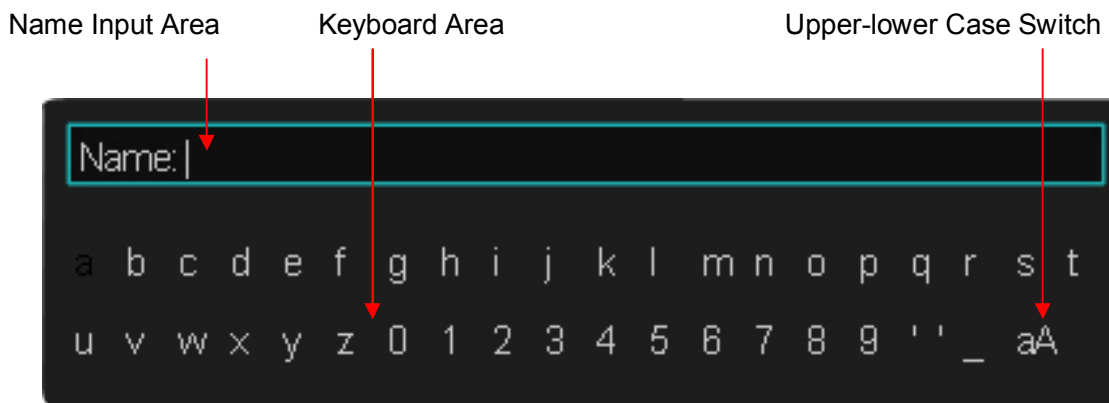 Name Input Area Keyboard Area Upper-lower Case Switch
Name:
a b c d e f g h i j k l m n o p q r s t
u v w x y z 0 1 2 3 4 5 6 7 8 9 ' ' _ aA